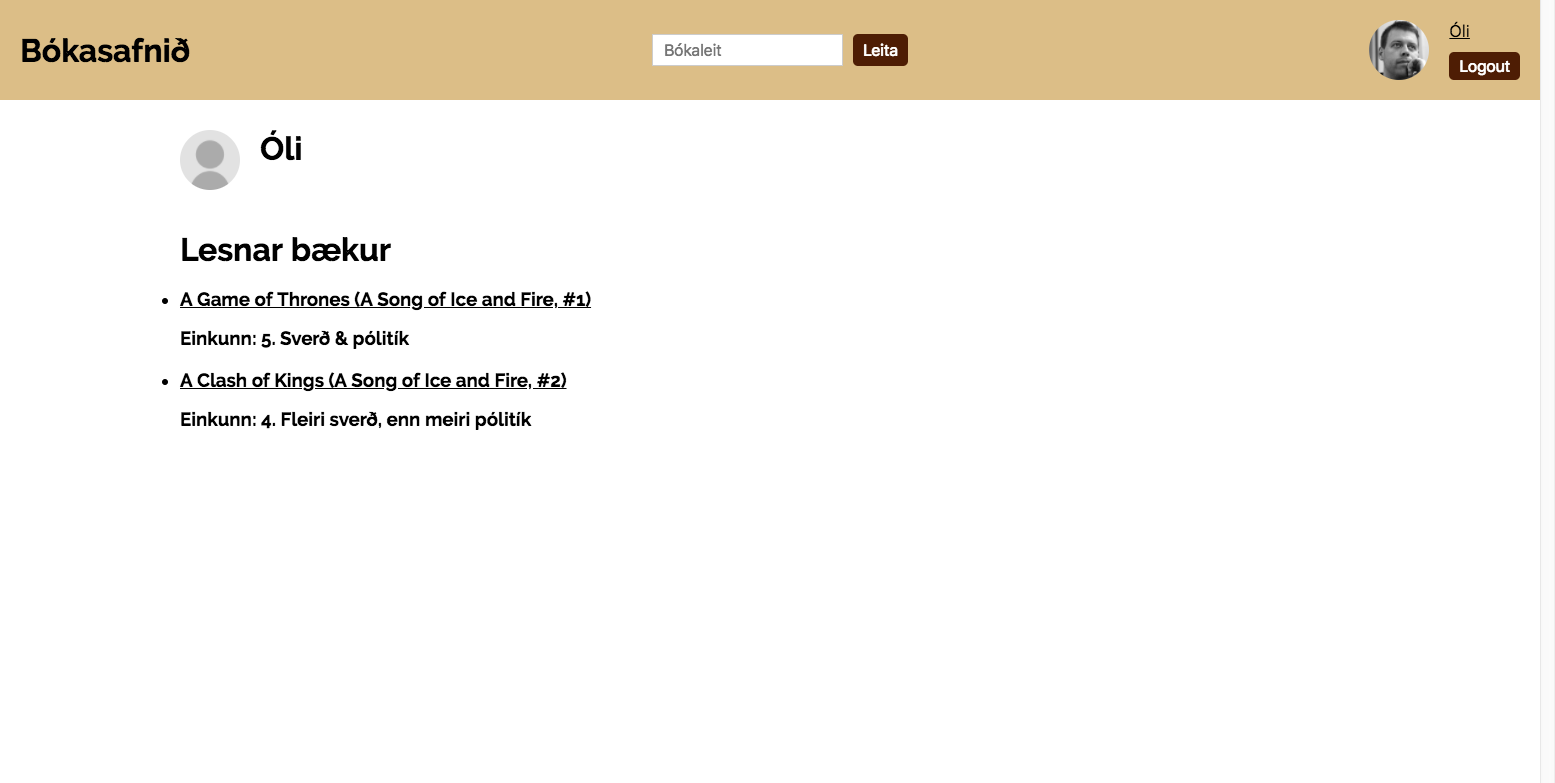 Bókasafnið
Bókaleit
Leita
Óli
Logout
Óli
Lesnar bækur
A Game of Thrones (A Song of Ice and Fire, #1)
Einkunn: 5. Sverð & pólitík
A Clash of Kings (A Song of Ice and Fire, #2)
Einkunn: 4. Fleiri sverð, enn meiri pólitík